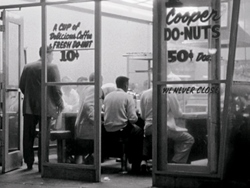 A CUP OF
Delicious Coffee
& FRESH DO-NUT
10¢
Cooper
DO-NUTS
50¢ Doz.
WE NEVER CLOSE